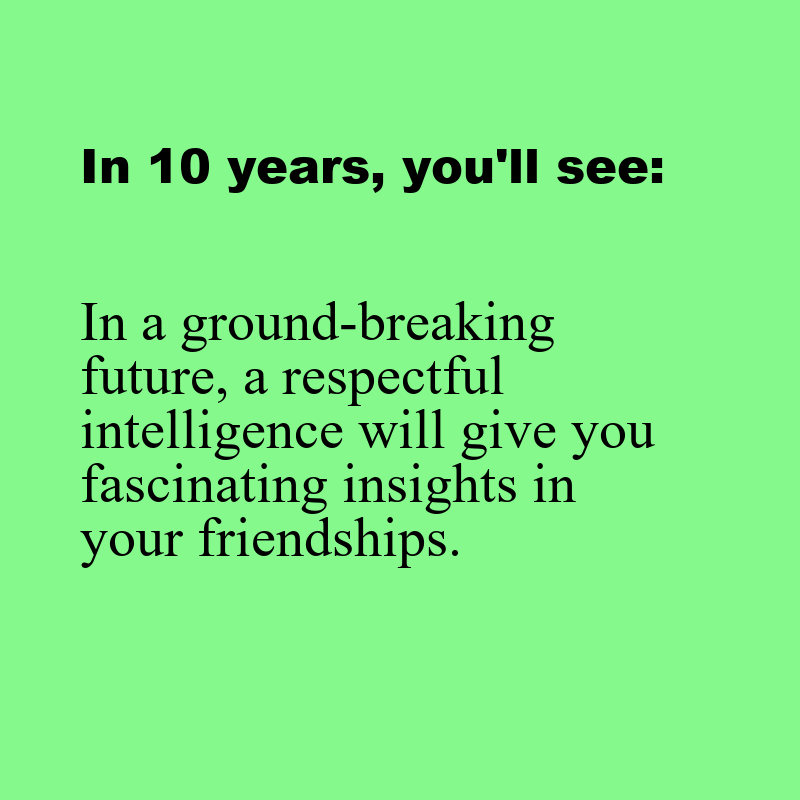 In 10 years, you'll see:
In a ground-breaking
future, a respectful
intelligence will give you
fascinating insights in
your friendships.